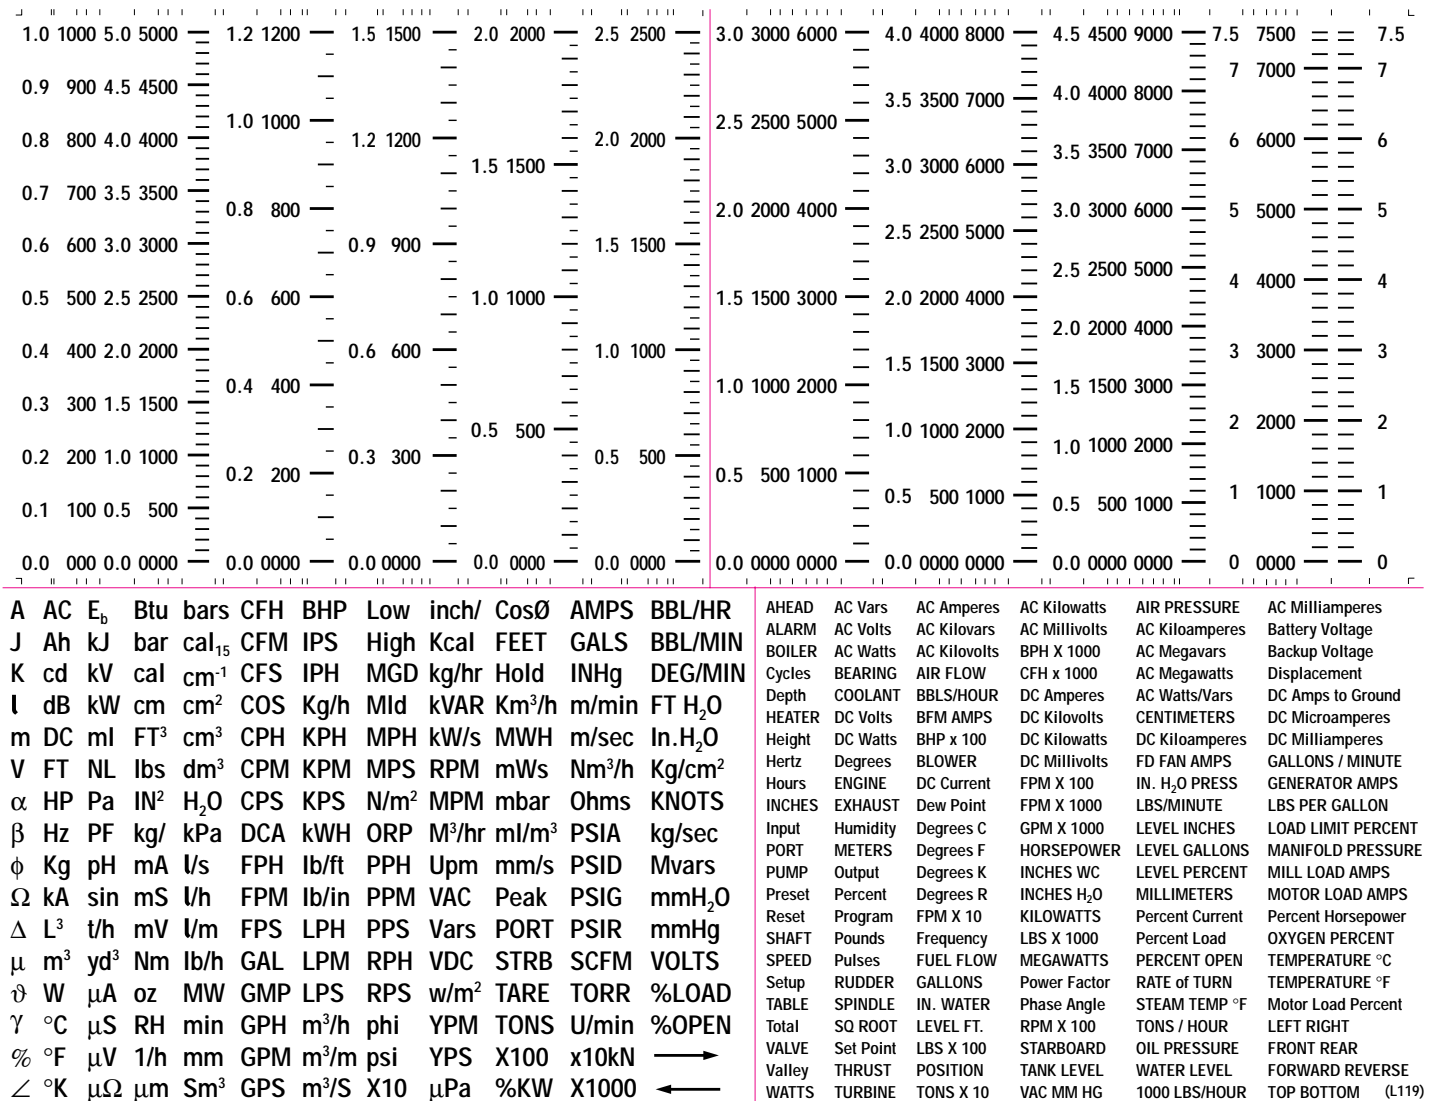 1.0 1000 5.0 5000 1.2 1200 1.5 1500 2.0 2000 2.5 2500 3.0 3000 6000 4.0 4000 8000 4.5 4500 9000 7.5 7500 7.5
7 7000 7
0.9 900 4.5 4500
4.0 4000 8000
3.5 3500 7000
1.0 1000 2.5 2500 5000
0.8 800 4.0 4000 1.2 1200 2.0 2000 6 6000 6
3.5 3500 7000
1.5 1500 3.0 3000 6000
0.7 700 3.5 3500
0.8 800 2.0 2000 4000 3.0 3000 6000 5 5000 5
2.5 2500 5000
0.6 600 3.0 3000 0.9 900 1.5 1500
2.5 2500 5000
4 4000 4
0.5 500 2.5 2500 0.6 600 1.0 1000 1.5 1500 3000 2.0 2000 4000
2.0 2000 4000
0.4 400 2.0 2000 0.6 600 1.0 1000 3 3000 3
1.5 1500 3000
0.4 400 1.0 1000 2000 1.5 1500 3000
0.3 300 1.5 1500
2 2000 2
0.5 500 1.0 1000 2000
1.0 1000 2000
0.2 200 1.0 1000 0.3 300 0.5 500
0.2 200 0.5 500 1000
1 1000 1
0.5 500 1000
0.5 500 1000
0.1 100 0.5 500
0.0 000 0.0 0000 0.0 0000 0.0 0000 0.0 0000 0.0 0000 0.0 0000 0000 0.0 0000 0000 0.0 0000 0000 0 0000 0
A AC E_b Btu bars CFH BHP Low inch/ CosØ AMPS BBL/HR
J Ah kJ bar cal₁₅ CFM IPS High Kcal FEET GALS BBL/MIN
K cd kV cal cm⁻¹ CFS IPH MGD kg/hr Hold INHg DEG/MIN
l dB kW cm cm² COS Kg/h Mld kVAR Km³/h m/min FT H₂O
m DC ml FT³ cm³ CPH KPH MPH kW/s MWH m/sec In.H₂O
V FT NL lbs dm³ CPM KPM MPS RPM mWs Nm³/h Kg/cm²
α HP Pa IN² H₂O CPS KPS N/m² MPM mbar Ohms KNOTS
β Hz PF kg/ kPa DCA kWH ORP M³/hr ml/m³ PSIA kg/sec
ϕ Kg pH mA l/s FPH lb/ft PPH Upm mm/s PSID Mvars
Ω kA sin mS l/h FPM lb/in PPM VAC Peak PSIG mmH₂O
Δ L³ t/h mV l/m FPS LPH PPS Vars PORT PSIR mmHg
μ m³ yd³ Nm lb/h GAL LPM RPH VDC STRB SCFM VOLTS
ϑ W μA oz MW GMP LPS RPS w/m² TARE TORR %LOAD
γ °C μS RH min GPH m³/h phi YPM TONS U/min %OPEN
% °F μV 1/h mm GPM m³/m psi YPS X100 x10kN →
∠ °K μΩ μm Sm³ GPS m³/S X10 μPa %KW X1000 ←
AHEAD AC Vars AC Amperes AC Kilowatts AIR PRESSURE AC Milliamperes
ALARM AC Volts AC Kilovars AC Millivolts AC Kiloamperes Battery Voltage
BOILER AC Watts AC Kilovolts BPH X 1000 AC Megavars Backup Voltage
Cycles BEARING AIR FLOW CFH x 1000 AC Megawatts Displacement
Depth COOLANT BBLS/HOUR DC Amperes AC Watts/Vars DC Amps to Ground
HEATER DC Volts BFM AMPS DC Kilovolts CENTIMETERS DC Microamperes
Height DC Watts BHP x 100 DC Kilowatts DC Kiloamperes DC Milliamperes
Hertz Degrees BLOWER DC Millivolts FD FAN AMPS GALLONS / MINUTE
Hours ENGINE DC Current FPM X 100 IN. H₂O PRESS GENERATOR AMPS
INCHES EXHAUST Dew Point FPM X 1000 LBS/MINUTE LBS PER GALLON
Input Humidity Degrees C GPM X 1000 LEVEL INCHES LOAD LIMIT PERCENT
PORT METERS Degrees F HORSEPOWER LEVEL GALLONS MANIFOLD PRESSURE
PUMP Output Degrees K INCHES WC LEVEL PERCENT MILL LOAD AMPS
Preset Percent Degrees R INCHES H₂O MILLIMETERS MOTOR LOAD AMPS
Reset Program FPM X 10 KILOWATTS Percent Current Percent Horsepower
SHAFT Pounds Frequency LBS X 1000 Percent Load OXYGEN PERCENT
SPEED Pulses FUEL FLOW MEGAWATTS PERCENT OPEN TEMPERATURE °C
Setup RUDDER GALLONS Power Factor RATE of TURN TEMPERATURE °F
TABLE SPINDLE IN. WATER Phase Angle STEAM TEMP °F Motor Load Percent
Total SQ ROOT LEVEL FT. RPM X 100 TONS / HOUR LEFT RIGHT
VALVE Set Point LBS X 100 STARBOARD OIL PRESSURE FRONT REAR
Valley THRUST POSITION TANK LEVEL WATER LEVEL FORWARD REVERSE
WATTS TURBINE TONS X 10 VAC MM HG 1000 LBS/HOUR TOP BOTTOM (L119)